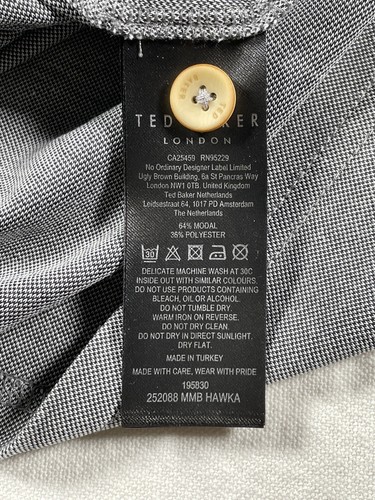 TED BAKER
LONDON
CA25459 RN95229
No Ordinary Designer Label Limited
Ugly Brown Building, 6a St Pancras Way
London NW1 0TB. United Kingdom
Ted Baker Netherlands
Leidsestraat 64, 1017 PD Amsterdam
The Netherlands
64% MODAL
36% POLYESTER
30
DELICATE MACHINE WASH AT 30C
INSIDE OUT WITH SIMILAR COLOURS.
DO NOT USE PRODUCTS CONTAINING
BLEACH, OIL OR ALCOHOL.
DO NOT TUMBLE DRY.
WARM IRON ON REVERSE.
DO NOT DRY CLEAN.
DO NOT DRY IN DIRECT SUNLIGHT.
DRY FLAT.
MADE IN TURKEY
MADE WITH CARE, WEAR WITH PRIDE
195830
252088 MMB HAWKA